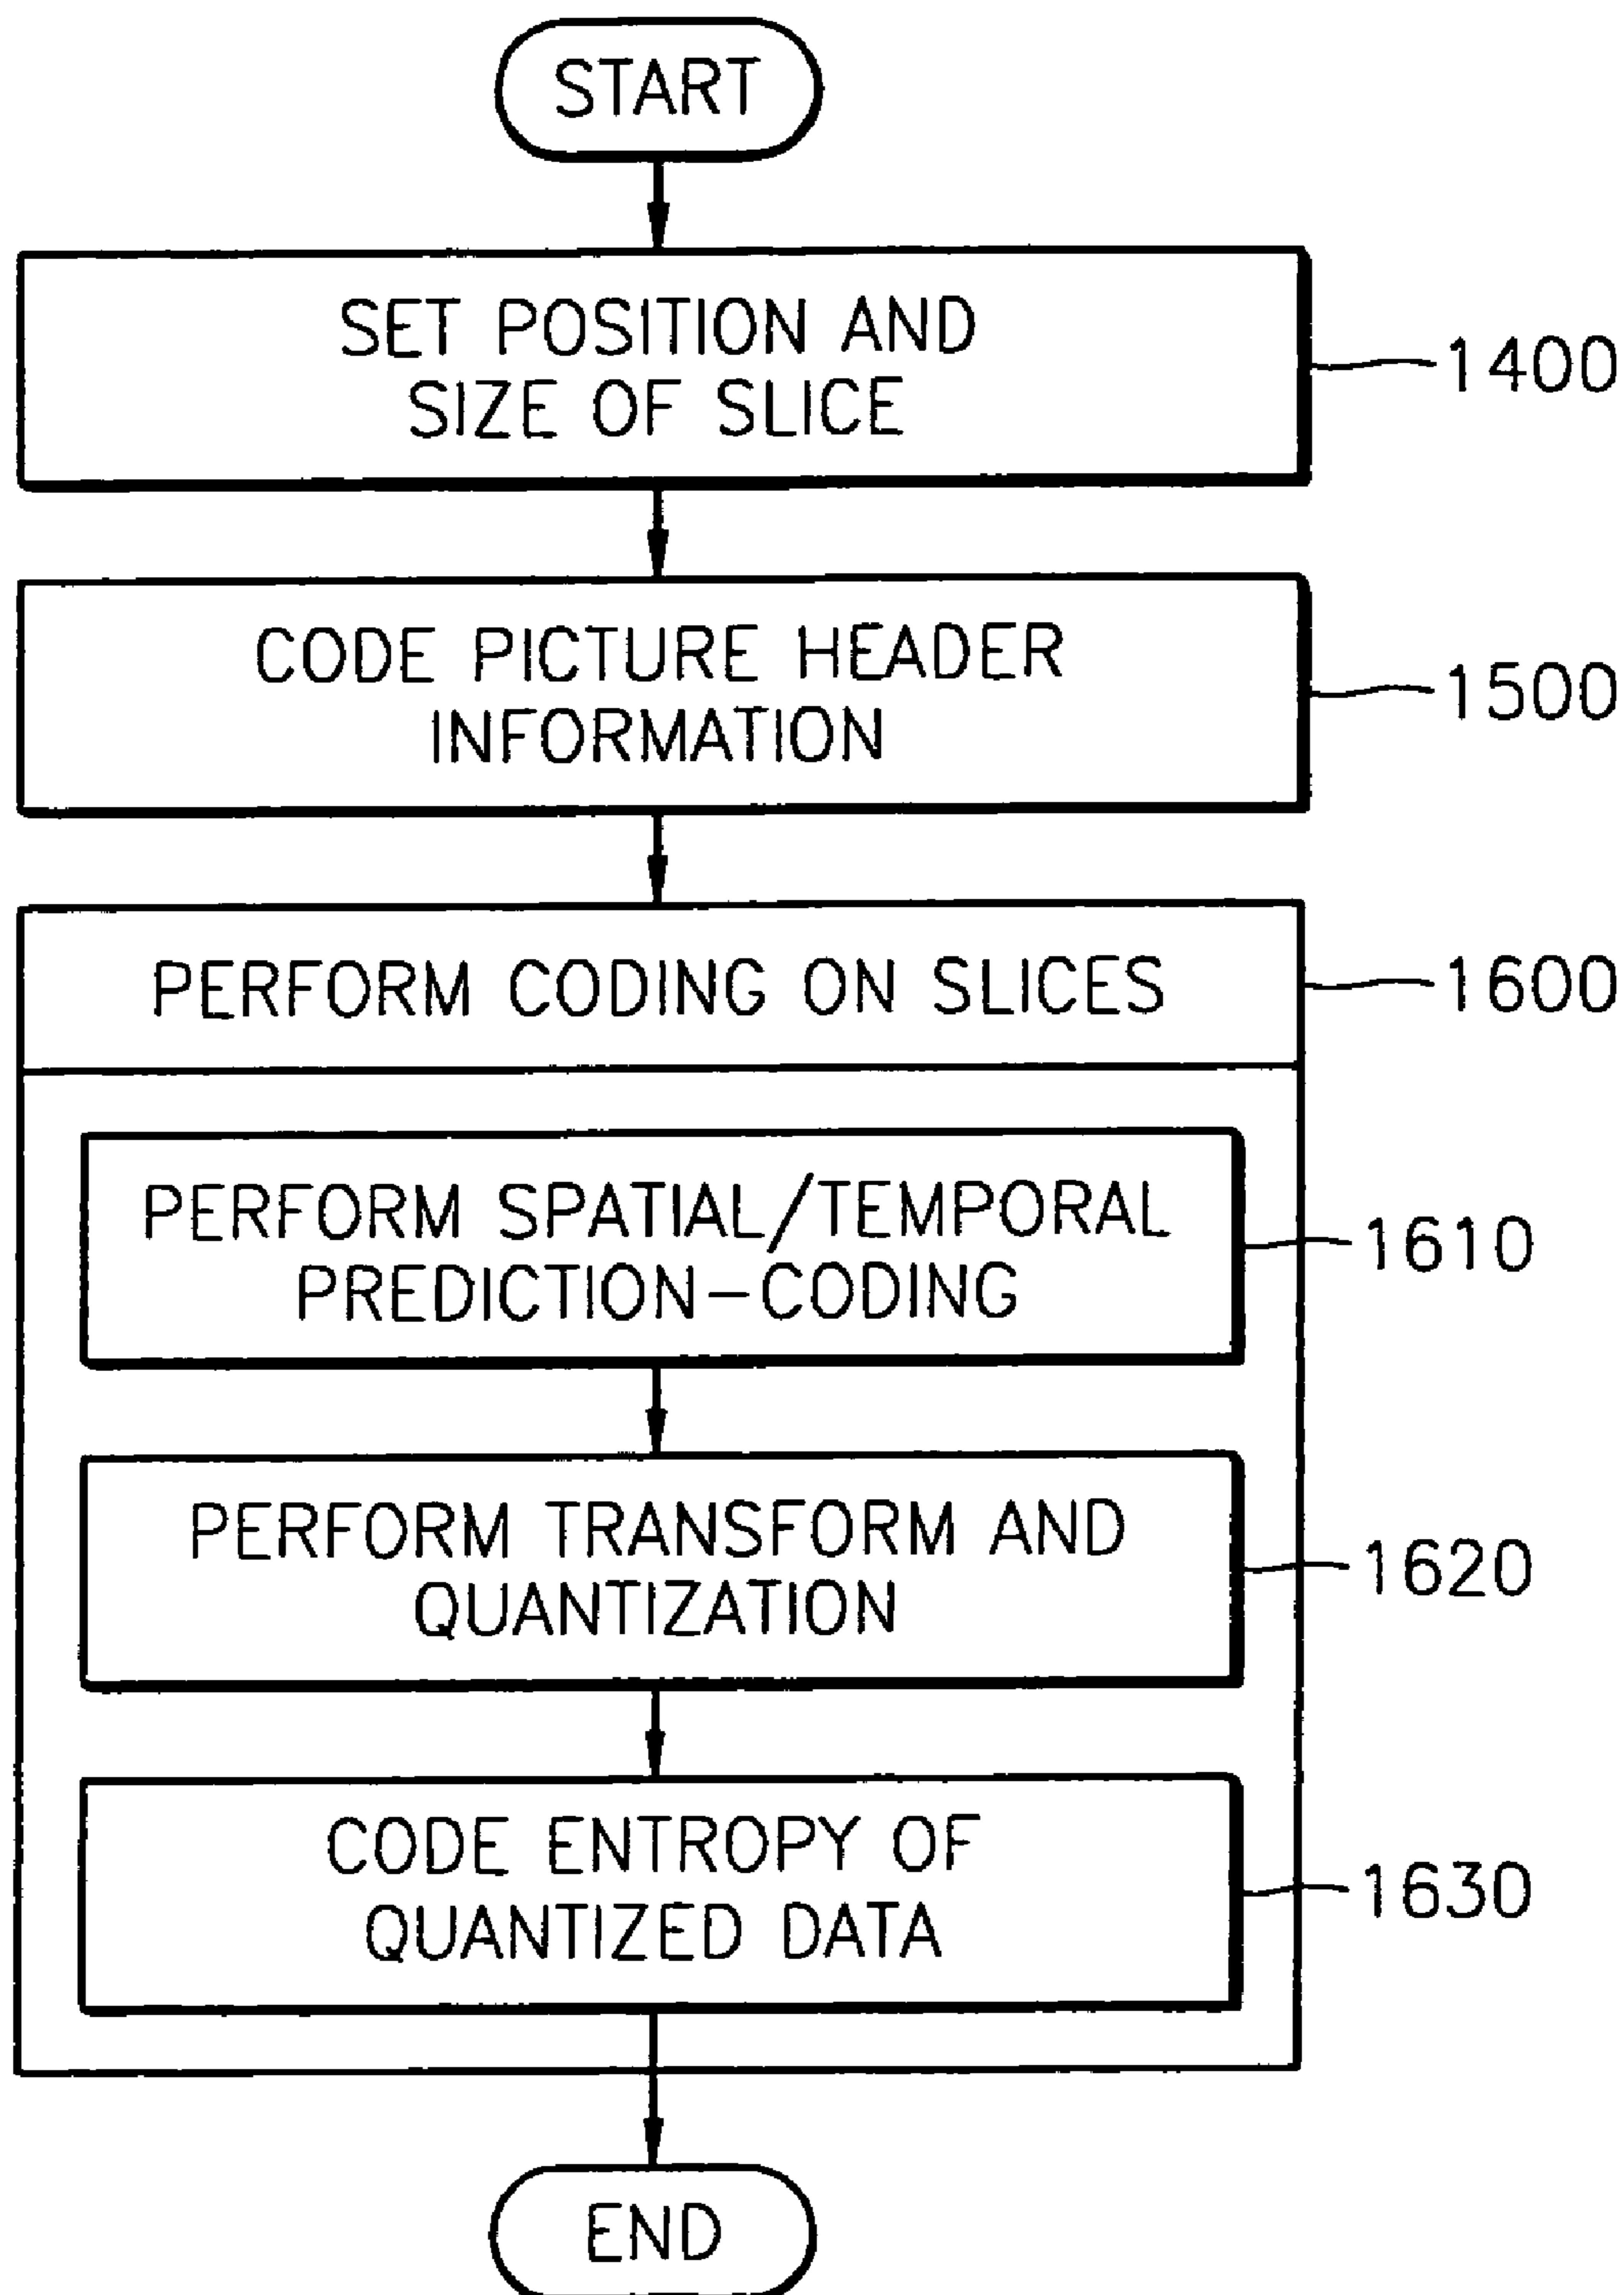 START
SET POSITION AND
SIZE OF SLICE
1400
CODE PICTURE HEADER
INFORMATION
1500
PERFORM CODING ON SLICES
1600
PERFORM SPATIAL/TEMPORAL
PREDICTION-CODING
1610
PERFORM TRANSFORM AND
QUANTIZATION
1620
CODE ENTROPY OF
QUANTIZED DATA
1630
END